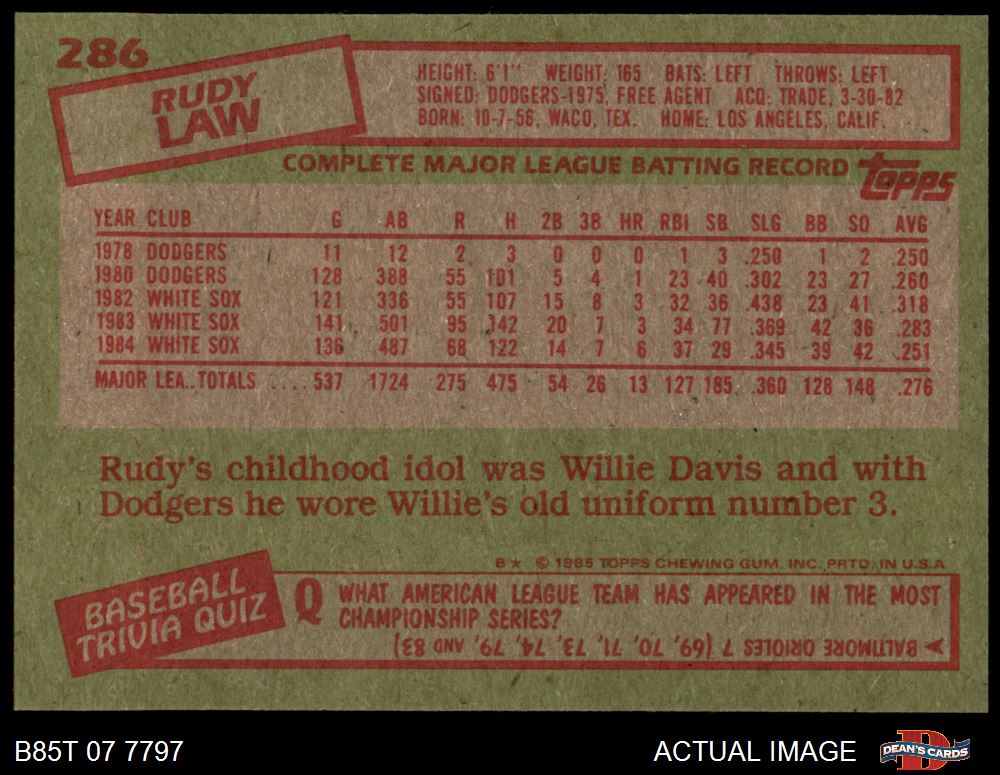 286
RUDY
LAW
HEIGHT: 6'1" WEIGHT: 165 BATS: LEFT THROWS: LEFT
SIGNED: DODGERS-1975, FREE AGENT ACQ: TRADE, 3-30-82
BORN: 10-7-56, WACO, TEX. HOME: LOS ANGELES, CALIF.
COMPLETE MAJOR LEAGUE BATTING RECORD
TOPPS
YEAR CLUB G AB R H 2B 3B HR RBI SB SLG BB SO AVG
1978 DODGERS 11 12 2 3 0 0 0 1 3 .250 1 2 .250
1980 DODGERS 128 388 55 101 5 4 1 23 40 .302 23 27 .260
1982 WHITE SOX 121 336 55 107 15 8 3 32 36 .438 23 41 .318
1983 WHITE SOX 141 501 95 142 20 7 3 34 77 .369 42 36 .283
1984 WHITE SOX 136 487 68 122 14 7 6 37 29 .345 39 42 .251
MAJOR LEA. TOTALS .... 537 1724 275 475 54 26 13 127 185 .360 128 148 .276
Rudy's childhood idol was Willie Davis and with
Dodgers he wore Willie's old uniform number 3.
B★ © 1985 TOPPS CHEWING GUM, INC. PRTD. IN U.S.A.
BASEBALL
TRIVIA QUIZ
Q WHAT AMERICAN LEAGUE TEAM HAS APPEARED IN THE MOST
CHAMPIONSHIP SERIES?
BALTIMORE ORIOLES 7 (69, '70, '71, '73, '74, '79, AND 83)
B85T 07 7797
ACTUAL IMAGE
D
DEAN'S CARDS